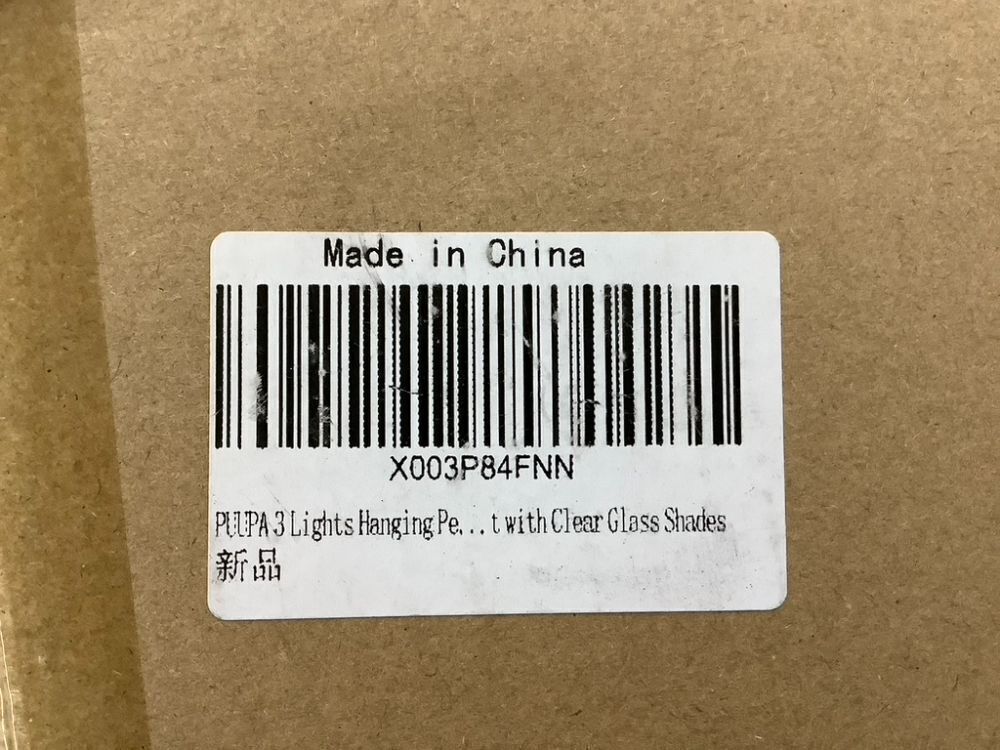 Made in China
X003P84FNN
PUUPA 3 Lights Hanging Pe...t with Clear Glass Shades
新品